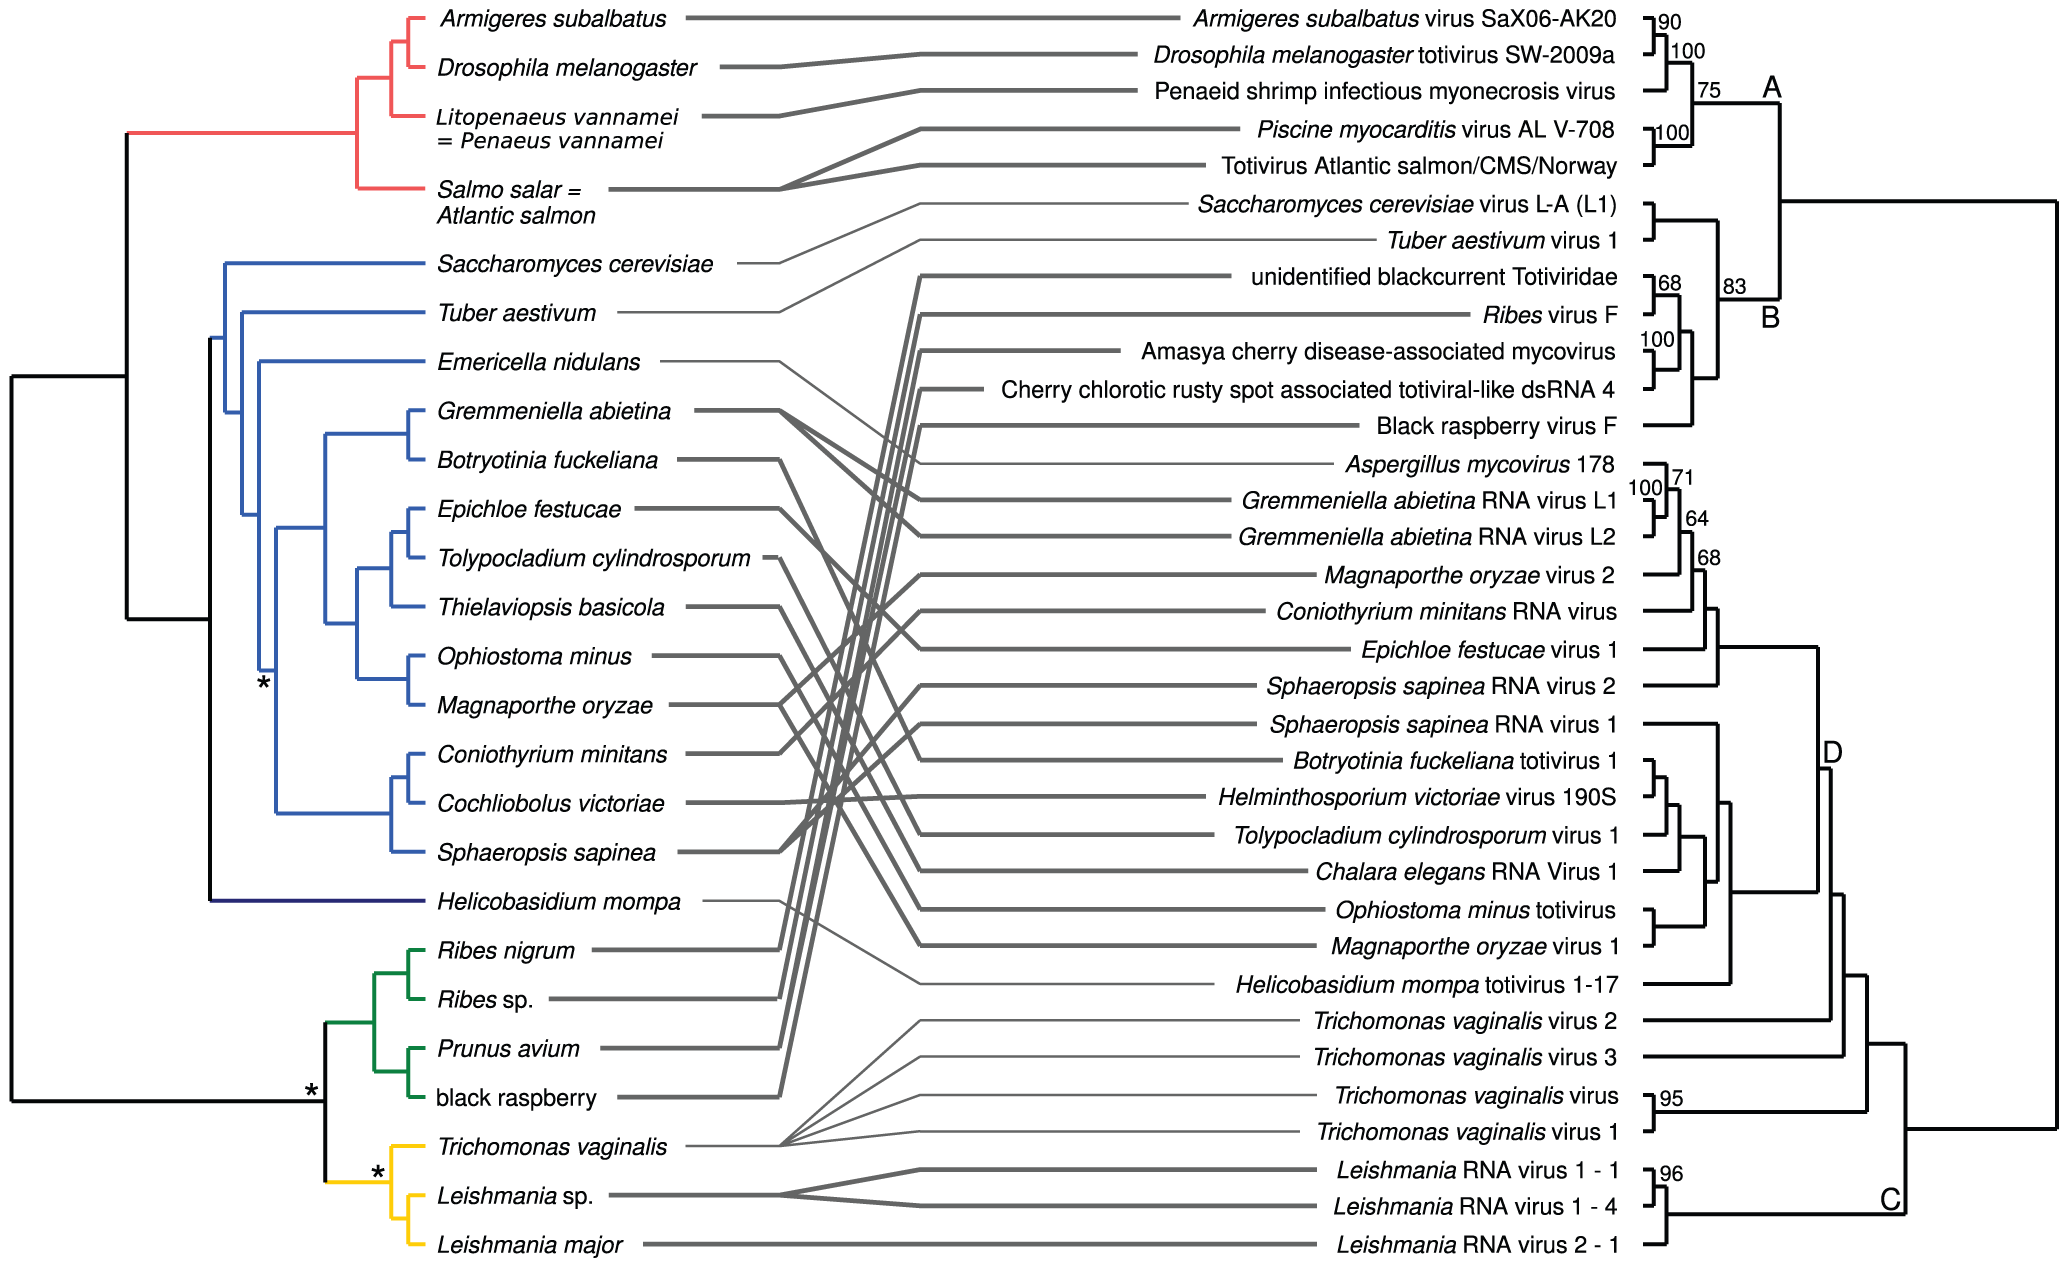 Armigeres subalbatus
Drosophila melanogaster
Litopenaeus vannamei
= Penaeus vannamei
Salmo salar =
Atlantic salmon
Saccharomyces cerevisiae
Tuber aestivum
Emericella nidulans
Gremmeniella abietina
Botryotinia fuckeliana
Epichloe festucae
Tolypocladium cylindrosporum
Thielaviopsis basicola
Ophiostoma minus
*
Magnaporthe oryzae
Coniothyrium minitans
Cochliobolus victoriae
Sphaeropsis sapinea
Helicobasidium mompa
Ribes nigrum
Ribes sp.
Prunus avium
*
black raspberry
Trichomonas vaginalis
*
Leishmania sp.
Leishmania major
Armigeres subalbatus virus SaX06-AK20
Drosophila melanogaster totivirus SW-2009a
Penaeid shrimp infectious myonecrosis virus
Piscine myocarditis virus AL V-708
Totivirus Atlantic salmon/CMS/Norway
Saccharomyces cerevisiae virus L-A (L1)
Tuber aestivum virus 1
unidentified blackcurrent Totiviridae
Ribes virus F
Amasya cherry disease-associated mycovirus
Cherry chlorotic rusty spot associated totiviral-like dsRNA 4
Black raspberry virus F
Aspergillus mycovirus 178
Gremmeniella abietina RNA virus L1
Gremmeniella abietina RNA virus L2
Magnaporthe oryzae virus 2
Coniothyrium minitans RNA virus
Epichloe festucae virus 1
Sphaeropsis sapinea RNA virus 2
Sphaeropsis sapinea RNA virus 1
Botryotinia fuckeliana totivirus 1
Helminthosporium victoriae virus 190S
Tolypocladium cylindrosporum virus 1
Chalara elegans RNA Virus 1
Ophiostoma minus totivirus
Magnaporthe oryzae virus 1
Helicobasidium mompa totivirus 1-17
Trichomonas vaginalis virus 2
Trichomonas vaginalis virus 3
Trichomonas vaginalis virus
Trichomonas vaginalis virus 1
Leishmania RNA virus 1 - 1
Leishmania RNA virus 1 - 4
Leishmania RNA virus 2 - 1
90
100
75
A
100
68
83
B
100
71
100
64
68
D
95
96
C